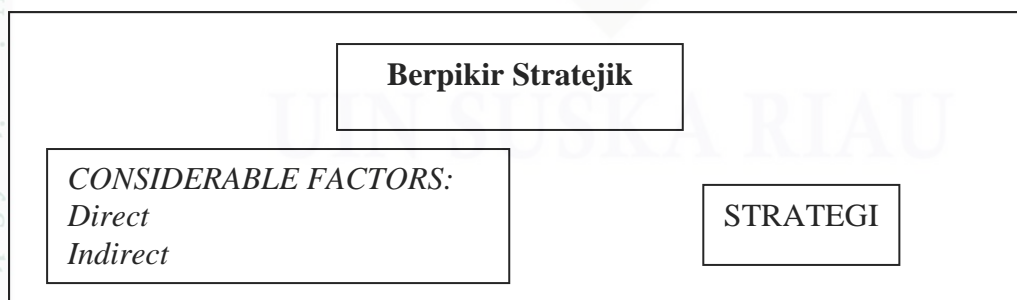 Berpikir Stratejik
UIN SUSKA RIAU
CONSIDERABLE FACTORS:
Direct
Indirect
STRATEGI